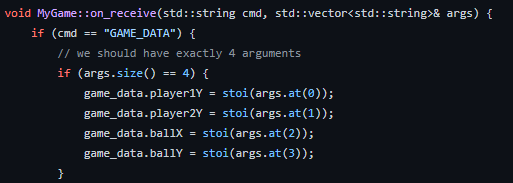 void MyGame::on_receive(std::string cmd, std::vector<std::string>& args) {
    if (cmd == "GAME_DATA") {
        // we should have exactly 4 arguments
        if (args.size() == 4) {
            game_data.player1Y = stoi(args.at(0));
            game_data.player2Y = stoi(args.at(1));
            game_data.ballX = stoi(args.at(2));
            game_data.ballY = stoi(args.at(3));
        }